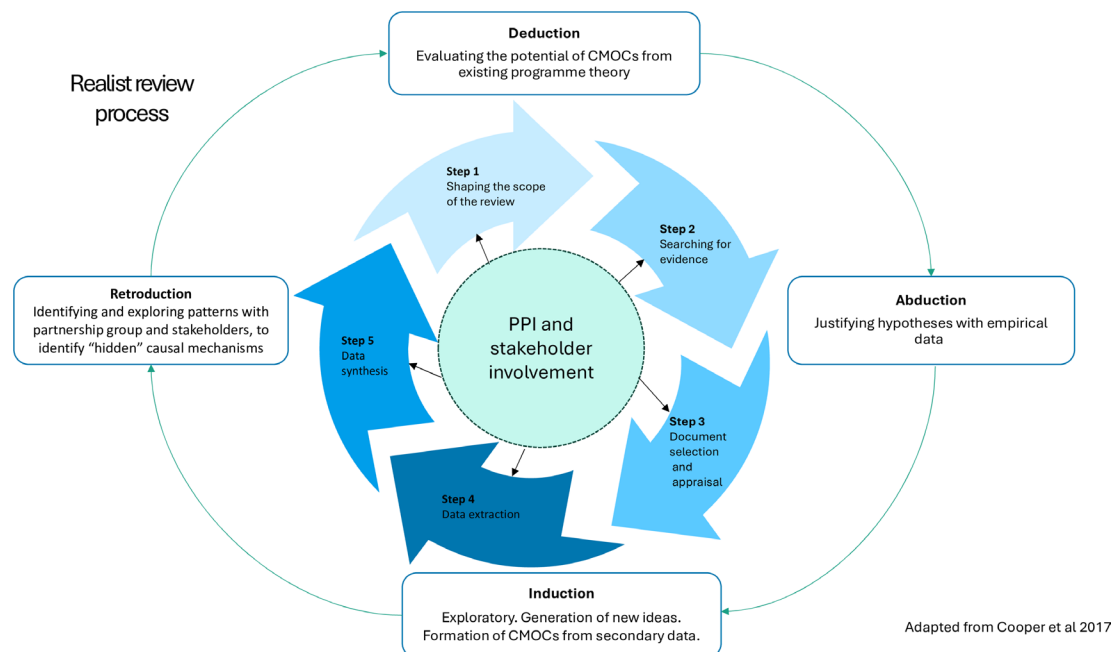 Realist review
process
Deduction
Evaluating the potential of CMOCs from
existing programme theory
Step 1
Shaping the scope
of the review
Step 2
Searching for
evidence
Abduction
Justifying hypotheses with empirical
data
Retroduction
Identifying and exploring patterns with
partnership group and stakeholders, to
identify “hidden” causal mechanisms
PPI and
stakeholder
involvement
Step 5
Data
synthesis
Step 3
Document
selection
and
appraisal
Step 4
Data extraction
Induction
Exploratory. Generation of new ideas.
Formation of CMOCs from secondary data.
Adapted from Cooper et al 2017